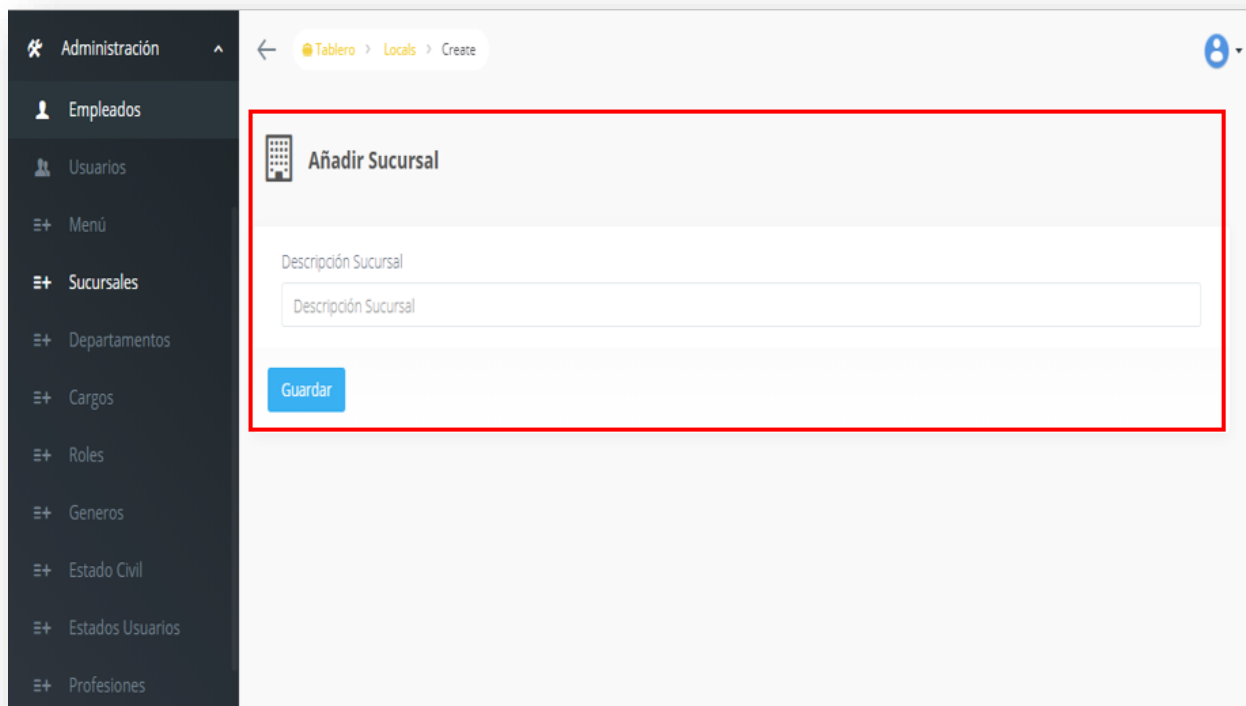 Administración
Tablero > Locals > Create
Empleados
Usuarios
Menú
Sucursales
Departamentos
Cargos
Roles
Generos
Estado Civil
Estados Usuarios
Profesiones
Añadir Sucursal
Descripción Sucursal
Descripción Sucursal
Guardar